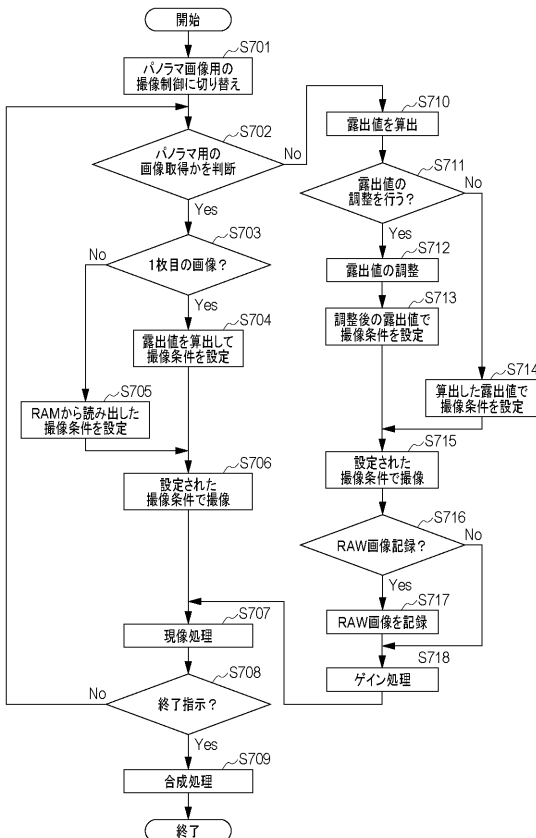 開始
S701
パノラマ画像用の
撮像制御に切り替え
S702
パノラマ用の
画像取得かを判断
No
Yes
S703
1枚目の画像?
No
Yes
S704
露出値を算出して
撮像条件を設定
S705
RAMから読み出した
撮像条件を設定
S706
設定された
撮像条件で撮像
S707
現像処理
S708
終了指示?
No
Yes
S709
合成処理
終了
S710
露出値を算出
S711
露出値の
調整を行う?
No
Yes
S712
露出値の調整
S713
調整後の露出値で
撮像条件を設定
S714
算出した露出値で
撮像条件を設定
S715
設定された
撮像条件で撮像
S716
RAW画像記録?
No
Yes
S717
RAW画像を記録
S718
ゲイン処理